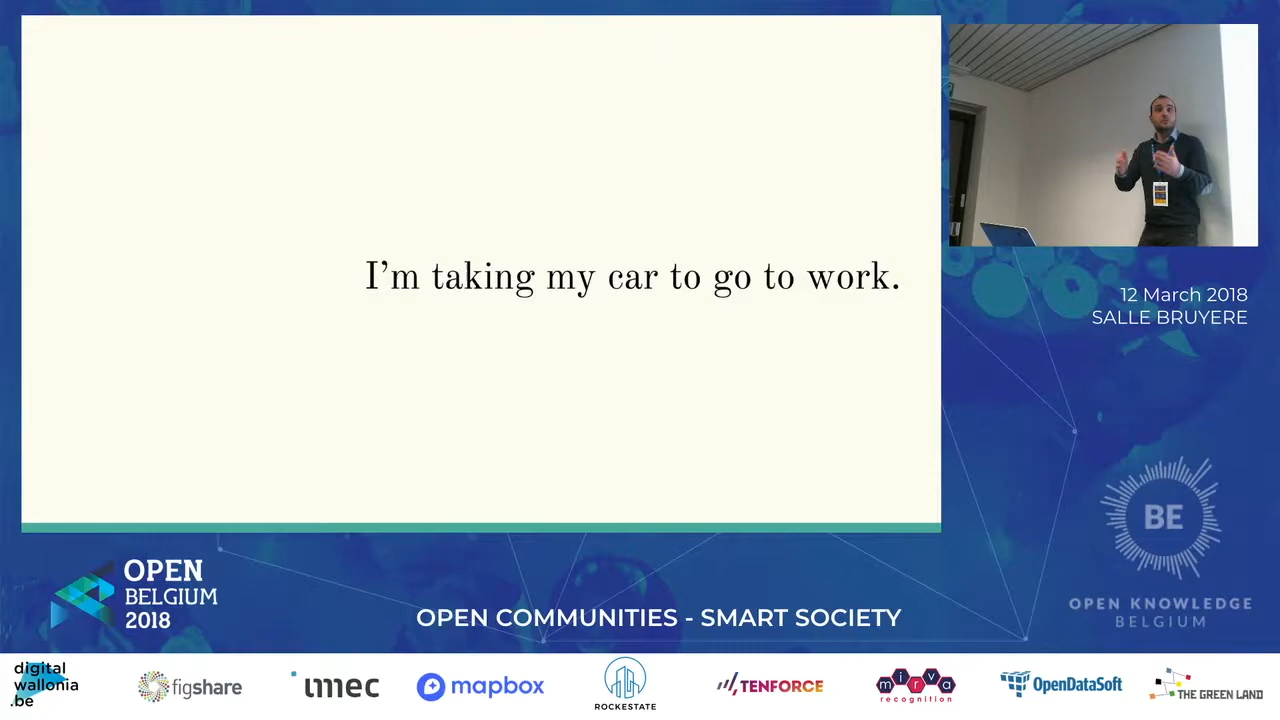 I’m taking my car to go to work.
12 March 2018
SALLE BRUYERE
BE
OPEN KNOWLEDGE
BELGIUM
OPEN
BELGIUM
2018
OPEN COMMUNITIES - SMART SOCIETY
digital
wallonia
.be
figshare
imec
mapbox
ROCKESTATE
TENFORCE
mirva
recognition
OpenDataSoft
THE GREEN LAND